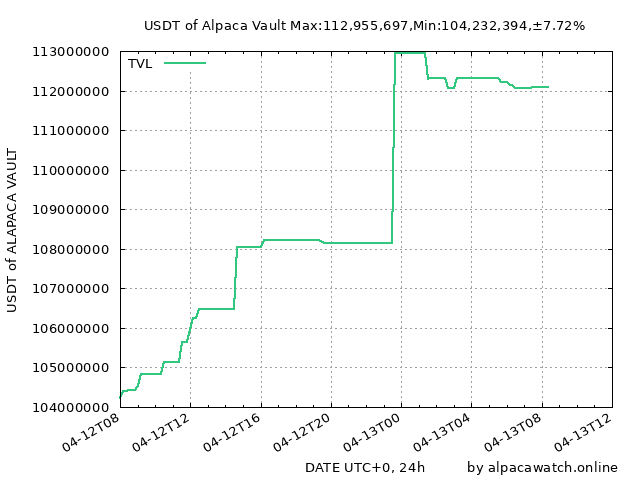 USDT of Alpaca Vault Max:112,955,697,Min:104,232,394,±7.72%
TVL
113000000
112000000
111000000
110000000
109000000
108000000
107000000
106000000
105000000
104000000
USDT of ALAPACA VAULT
04-12T08
04-12T12
04-12T16
04-12T20
04-13T00
04-13T04
04-13T08
04-13T12
DATE UTC+0, 24h
by alpacawatch.online